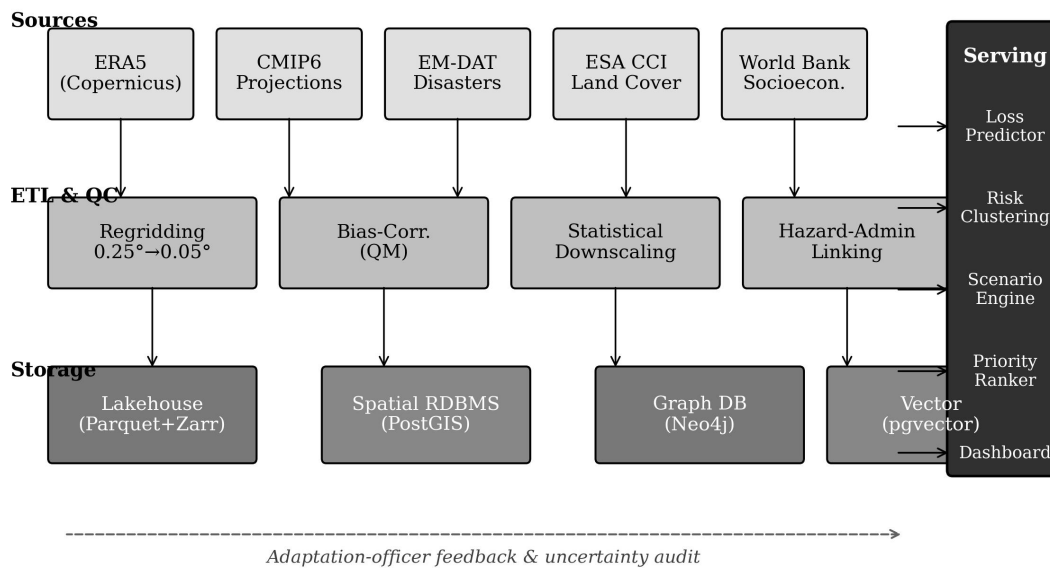 Sources
ERA5
(Copernicus)
CMIP6
Projections
EM-DAT
Disasters
ESA CCI
Land Cover
World Bank
Socioecon.
ETL & QC
Regridding
0.25°→0.05°
Bias-Corr.
(QM)
Statistical
Downscaling
Hazard-Admin
Linking
Storage
Lakehouse
(Parquet+Zarr)
Spatial RDBMS
(PostGIS)
Graph DB
(Neo4j)
Vector
(pgvector)
Serving
Loss
Predictor
Risk
Clustering
Scenario
Engine
Priority
Ranker
Dashboard
Adaptation-officer feedback & uncertainty audit